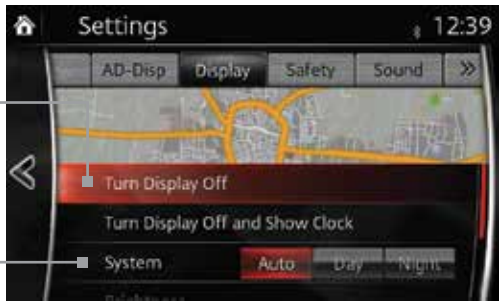 Settings 12:39
AD-Disp Display Safety Sound »
Turn Display Off
Turn Display Off and Show Clock
System Auto Day Night
Brightness